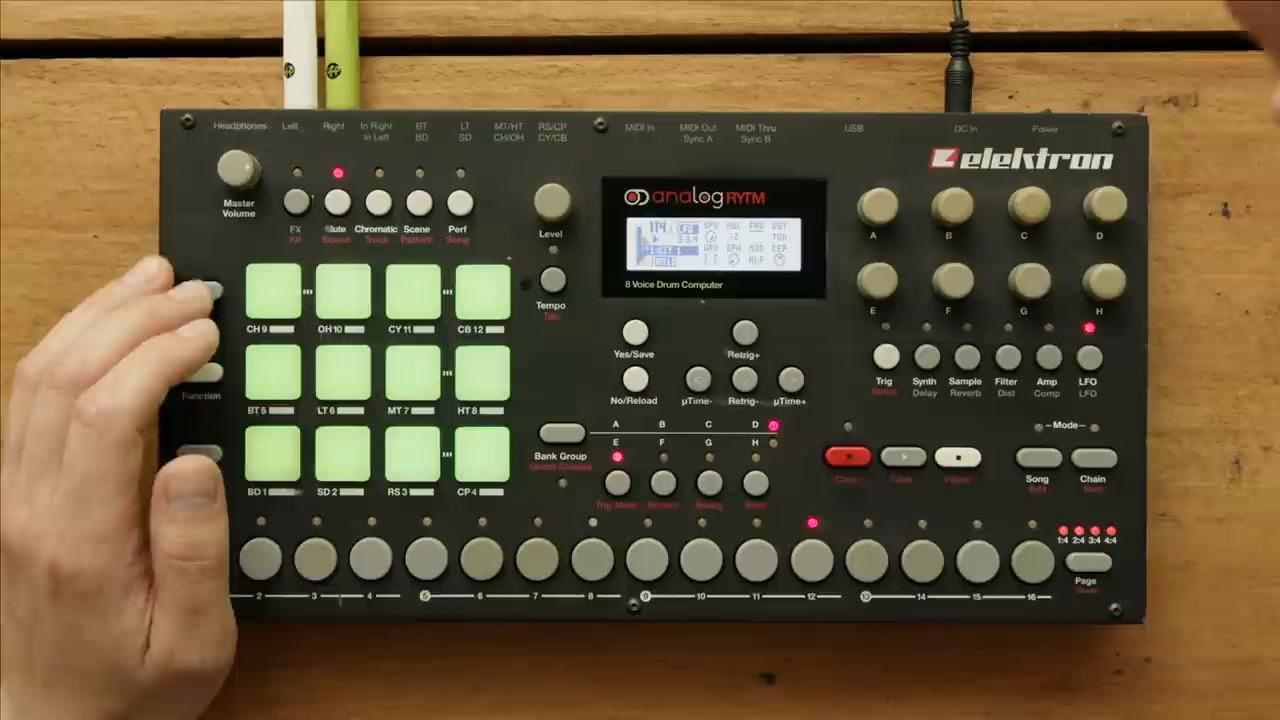 Headphones Left Right In Right BT LT MT/HT RS/CP MIDI In MIDI Out MIDI Thru USB DC In Power
In Left BD SD CH/OH CY/CB Sync A Sync B
elektron
analog RYTM
Master Volume
FX Mute Chromatic Scene Perf
Kit Sound Track Pattern Song
Level
A B C D
8 Voice Drum Computer
Tempo
E F G H
CH 9 OH 10 CY 11 CB 12
Yes/Save Retrig+
Trig Synth Sample Filter Amp LFO
Delay Reverb Dist Comp LFO
Function
No/Reload µTime- Retrig- µTime+
BT 5 LT 6 MT 7 HT 8
A B C D
Mode
E F G H
Bank Group
Song Chain
BD 1 SD 2 RS 3 CP 4
1:4 2:4 3:4 4:4
Page
2 3 4 5 6 7 8 9 10 11 12 13 14 15 16